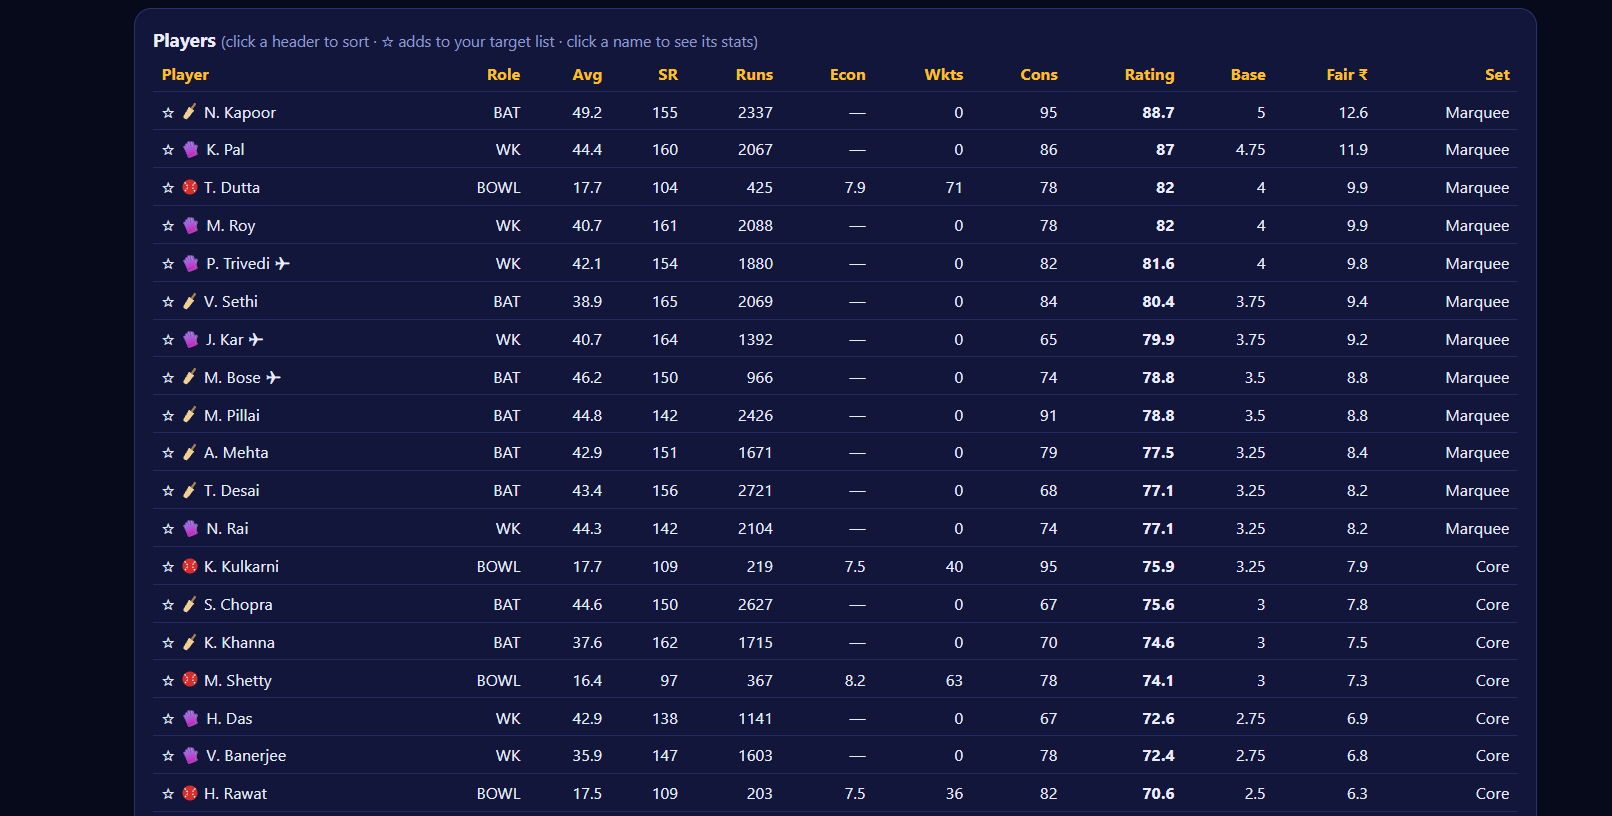 Players (click a header to sort · ☆ adds to your target list · click a name to see its stats)
Player Role Avg SR Runs Econ Wkts Cons Rating Base Fair ₹ Set
☆ N. Kapoor BAT 49.2 155 2337 — 0 95 88.7 5 12.6 Marquee
☆ K. Pal WK 44.4 160 2067 — 0 86 87 4.75 11.9 Marquee
☆ T. Dutta BOWL 17.7 104 425 7.9 71 78 82 4 9.9 Marquee
☆ M. Roy WK 40.7 161 2088 — 0 78 82 4 9.9 Marquee
☆ P. Trivedi ✈ WK 42.1 154 1880 — 0 82 81.6 4 9.8 Marquee
☆ V. Sethi BAT 38.9 165 2069 — 0 84 80.4 3.75 9.4 Marquee
☆ J. Kar ✈ WK 40.7 164 1392 — 0 65 79.9 3.75 9.2 Marquee
☆ M. Bose ✈ BAT 46.2 150 966 — 0 74 78.8 3.5 8.8 Marquee
☆ M. Pillai BAT 44.8 142 2426 — 0 91 78.8 3.5 8.8 Marquee
☆ A. Mehta BAT 42.9 151 1671 — 0 79 77.5 3.25 8.4 Marquee
☆ T. Desai BAT 43.4 156 2721 — 0 68 77.1 3.25 8.2 Marquee
☆ N. Rai WK 44.3 142 2104 — 0 74 77.1 3.25 8.2 Marquee
☆ K. Kulkarni BOWL 17.7 109 219 7.5 40 95 75.9 3.25 7.9 Core
☆ S. Chopra BAT 44.6 150 2627 — 0 67 75.6 3 7.8 Core
☆ K. Khanna BAT 37.6 162 1715 — 0 70 74.6 3 7.5 Core
☆ M. Shetty BOWL 16.4 97 367 8.2 63 78 74.1 3 7.3 Core
☆ H. Das WK 42.9 138 1141 — 0 67 72.6 2.75 6.9 Core
☆ V. Banerjee WK 35.9 147 1603 — 0 78 72.4 2.75 6.8 Core
☆ H. Rawat BOWL 17.5 109 203 7.5 36 82 70.6 2.5 6.3 Core